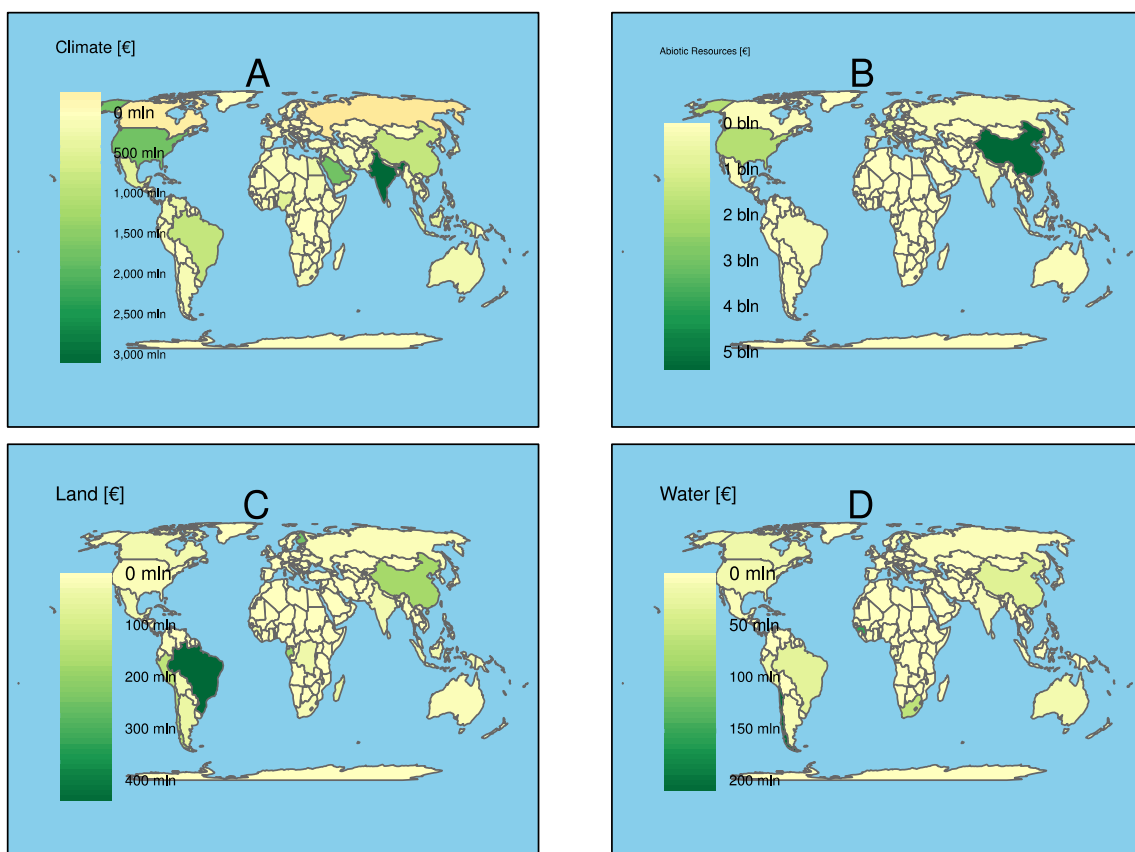 Climate [€]
A
0 mln
500 mln
1,000 mln
1,500 mln
2,000 mln
2,500 mln
3,000 mln
Abiotic Resources [€]
B
0 bln
1 bln
2 bln
3 bln
4 bln
5 bln
Land [€]
C
0 mln
100 mln
200 mln
300 mln
400 mln
Water [€]
D
0 mln
50 mln
100 mln
150 mln
200 mln